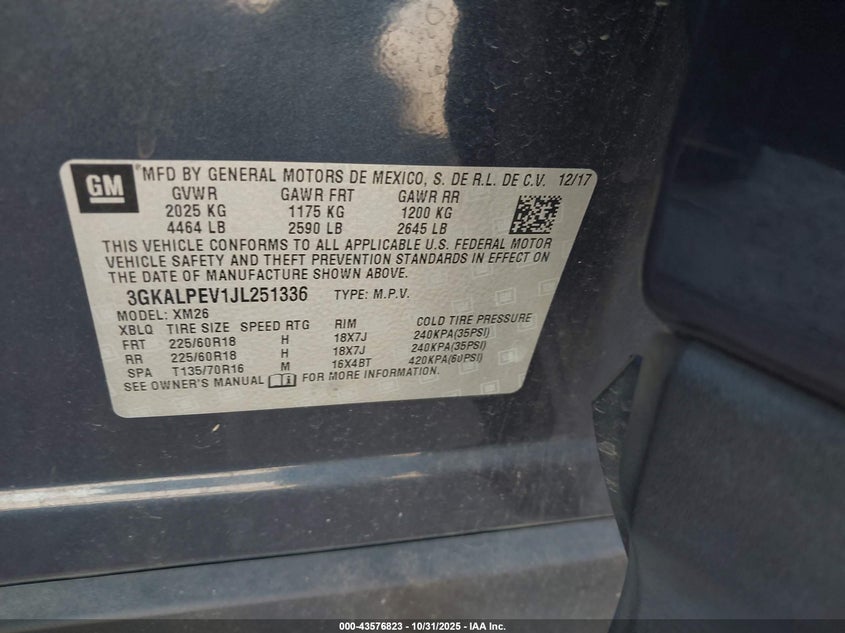 GM
MFD BY GENERAL MOTORS DE MEXICO, S. DE R.L. DE C.V. 12/17
GVWR GAWR FRT GAWR RR
2025 KG 1175 KG 1200 KG
4464 LB 2590 LB 2645 LB
THIS VEHICLE CONFORMS TO ALL APPLICABLE U.S. FEDERAL MOTOR
VEHICLE SAFETY AND THEFT PREVENTION STANDARDS IN EFFECT ON
THE DATE OF MANUFACTURE SHOWN ABOVE.
3GKALPEV1JL251336 TYPE: M.P.V.
MODEL: XM26
XBLQ TIRE SIZE SPEED RTG RIM COLD TIRE PRESSURE
FRT 225/60R18 H 18X7J 240KPA(35PSI)
RR 225/60R18 H 18X7J 240KPA(35PSI)
SPA T135/70R16 M 16X4BT 420KPA(60PSI)
SEE OWNER'S MANUAL FOR MORE INFORMATION.
000-43576823 - 10/31/2025 - IAA Inc.